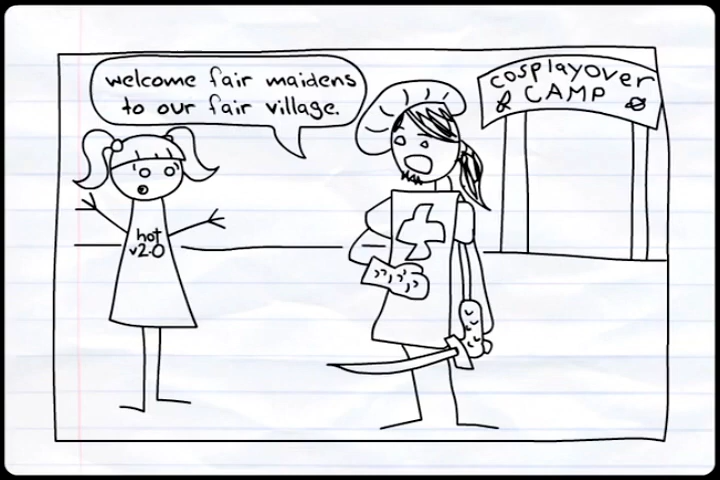 welcome fair maidens
to our fair village.
cosplayover
CAMP
hot
v2.0